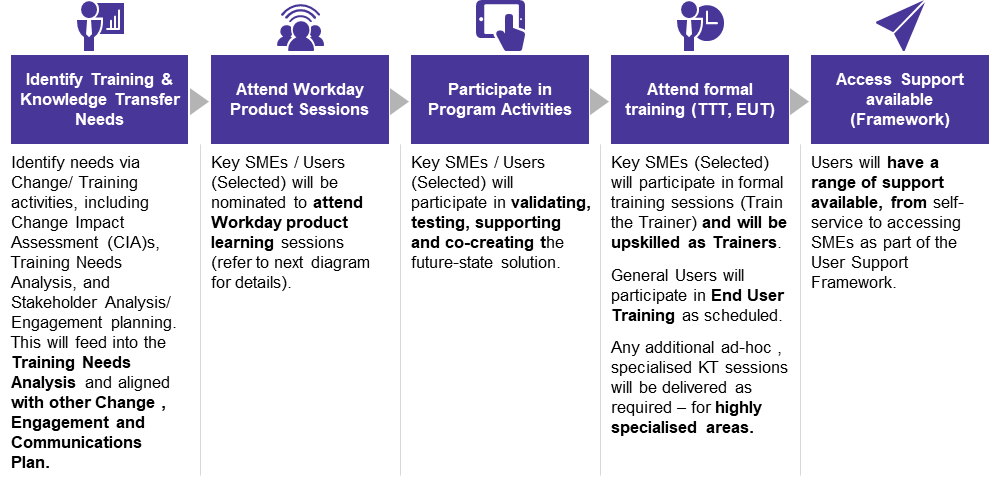 Identify Training &
Knowledge Transfer
Needs
Attend Workday
Product Sessions
Participate in
Program Activities
Attend formal
training (TTT, EUT)
Access Support
available
(Framework)
Identify needs via
Change/ Training
activities, including
Change Impact
Assessment (CIA)s,
Training Needs
Analysis, and
Stakeholder Analysis/
Engagement planning.
This will feed into the
Training Needs
Analysis and aligned
with other Change ,
Engagement and
Communications
Plan.
Key SMEs / Users
(Selected) will be
nominated to attend
Workday product
learning sessions
(refer to next diagram
for details).
Key SMEs / Users
(Selected) will
participate in validating,
testing, supporting
and co-creating the
future-state solution.
Key SMEs (Selected)
will participate in formal
training sessions (Train
the Trainer) and will be
upskilled as Trainers.
General Users will
participate in End User
Training as scheduled.
Any additional ad-hoc ,
specialised KT sessions
will be delivered as
required – for highly
specialised areas.
Users will have a
range of support
available, from self-
service to accessing
SMEs as part of the
User Support
Framework.